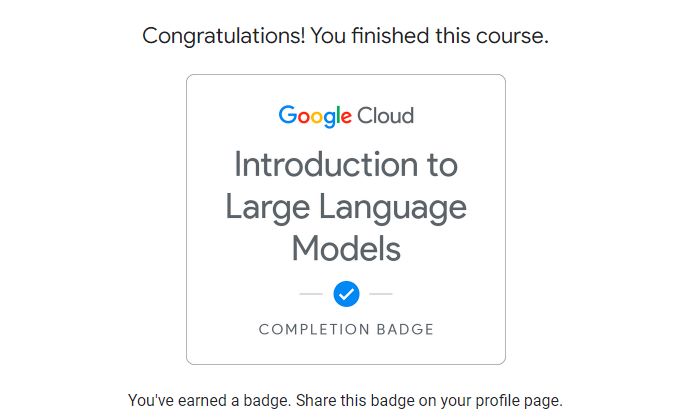 Congratulations! You finished this course.
Google Cloud
Introduction to
Large Language
Models
COMPLETION BADGE
You've earned a badge. Share this badge on your profile page.